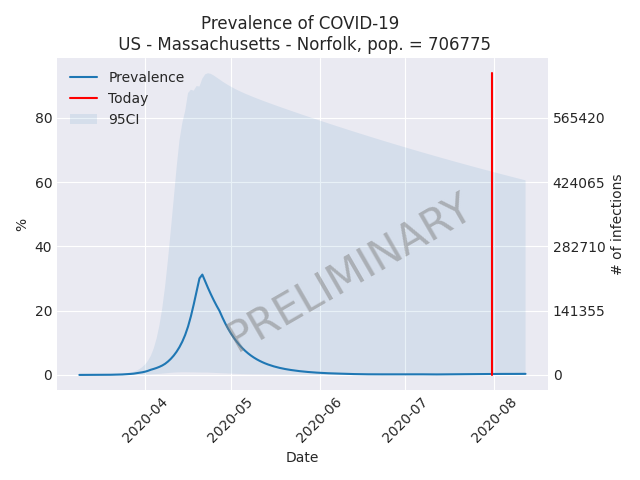 Prevalence of COVID-19
US - Massachusetts - Norfolk, pop. = 706775
Prevalence
Today
95CI
80
60
40
20
0
%
565420
424065
282710
141355
0
# of infections
PRELIMINARY
2020-04
2020-05
2020-06
2020-07
2020-08
Date